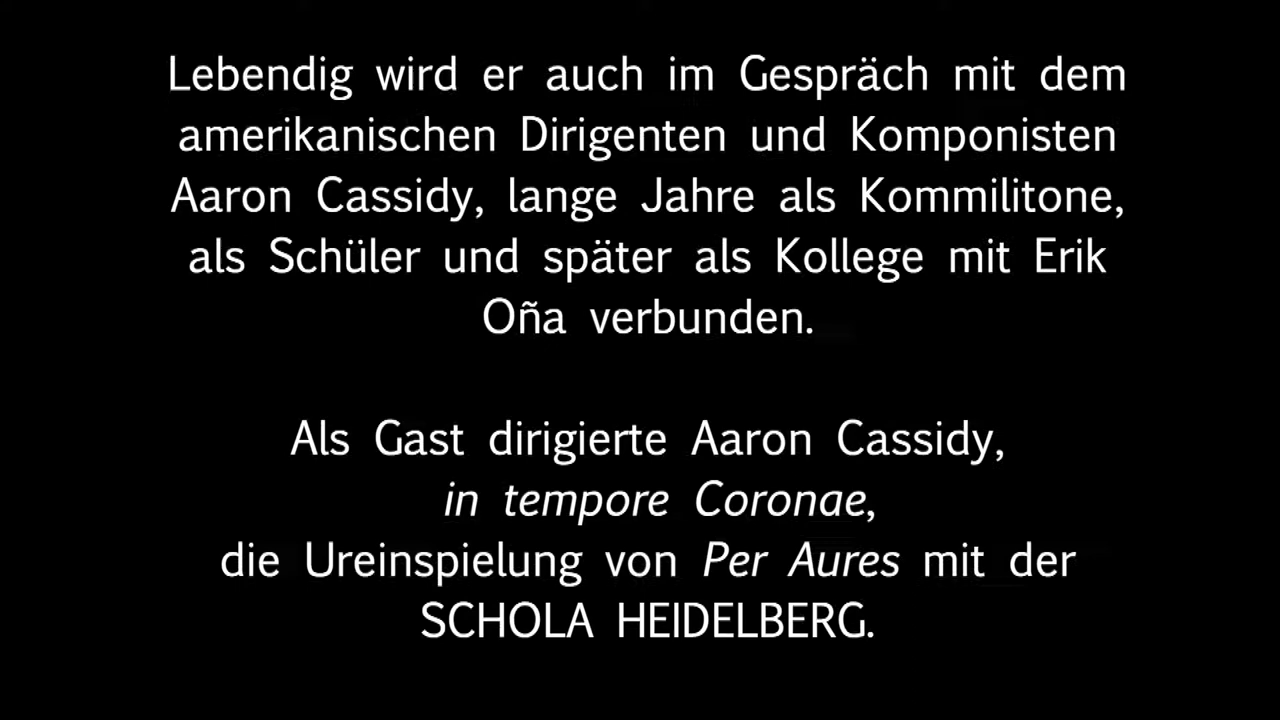 Lebendig wird er auch im Gespräch mit dem
amerikanischen Dirigenten und Komponisten
Aaron Cassidy, lange Jahre als Kommilitone,
als Schüler und später als Kollege mit Erik
Oña verbunden.
Als Gast dirigierte Aaron Cassidy,
in tempore Coronae,
die Ureinspielung von Per Aures mit der
SCHOLA HEIDELBERG.